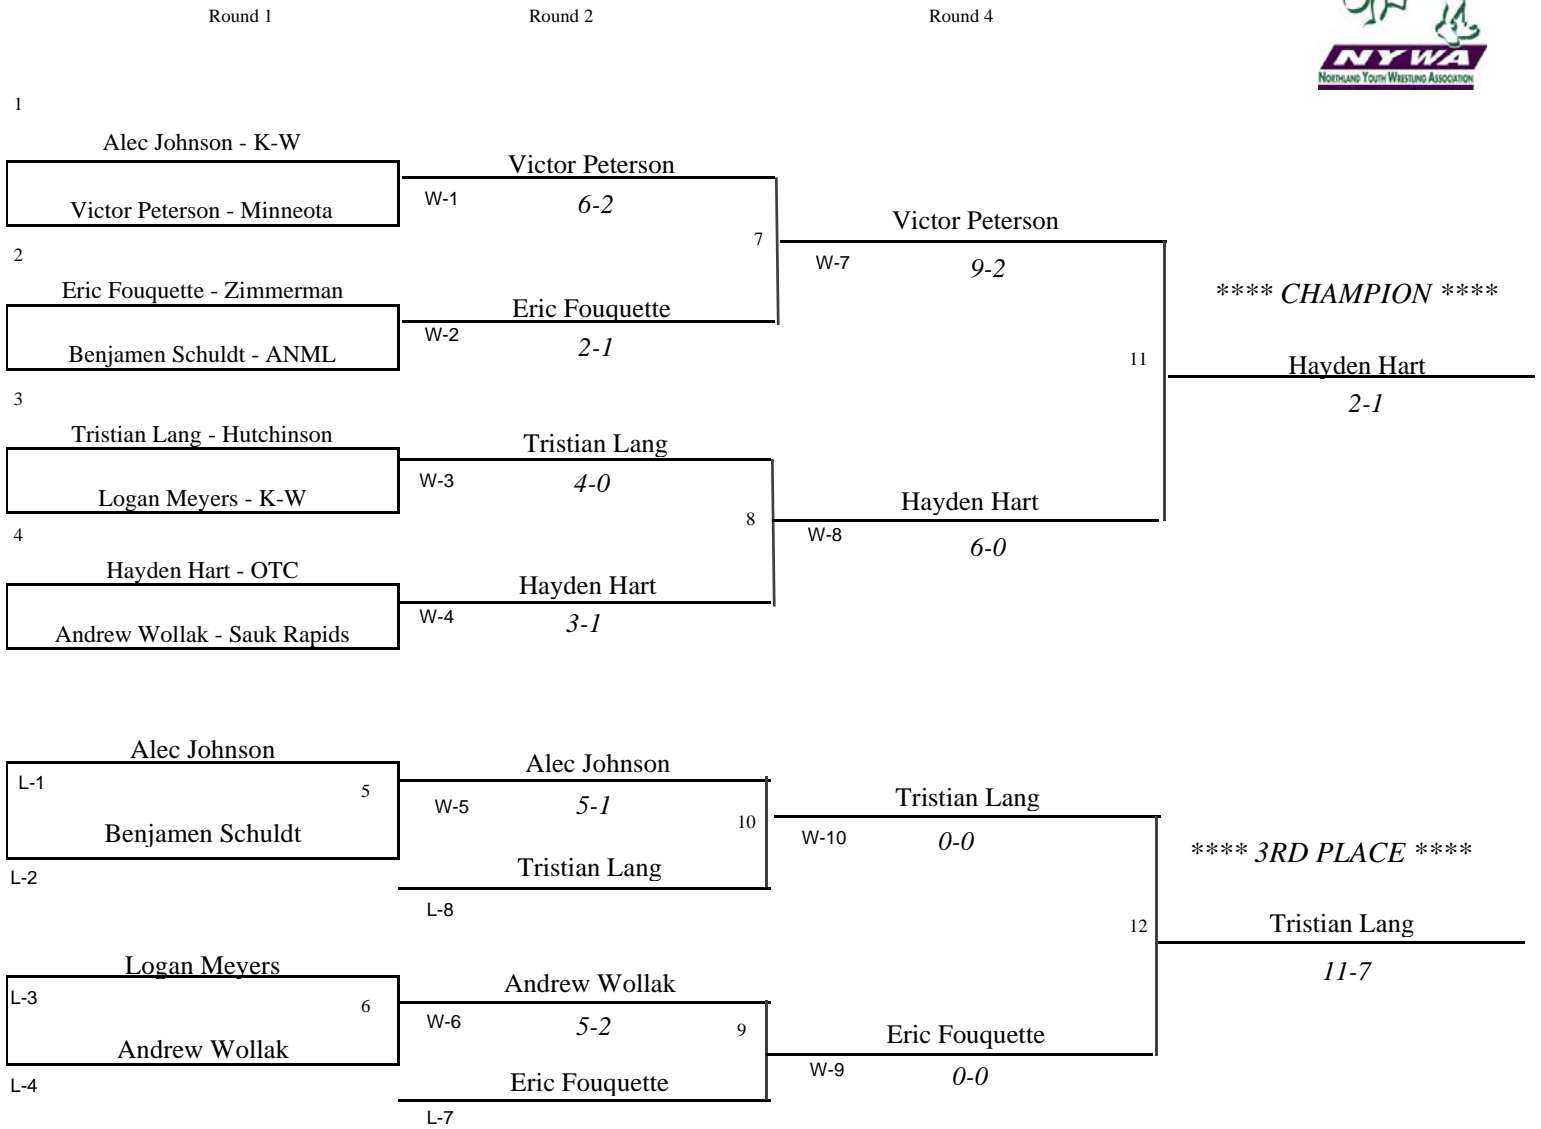 Round 1 Round 2 Round 4
NYWA
NORTHLAND YOUTH WRESTLING ASSOCIATION
1
Alec Johnson - K-W
Victor Peterson - Minneota
2
Eric Fouquette - Zimmerman
Benjamen Schuldt - ANML
3
Tristian Lang - Hutchinson
Logan Meyers - K-W
4
Hayden Hart - OTC
Andrew Wollak - Sauk Rapids
Victor Peterson
W-1 6-2
7
Eric Fouquette
W-2 2-1
Tristian Lang
W-3 4-0
8
Hayden Hart
W-4 3-1
Victor Peterson
W-7 9-2
11
Hayden Hart
W-8 6-0
**** CHAMPION ****
Hayden Hart
2-1
Alec Johnson
L-1 5
Benjamen Schuldt
L-2
Logan Meyers
L-3 6
Andrew Wollak
L-4
Alec Johnson
W-5 5-1
10
Tristian Lang
L-8
Andrew Wollak
W-6 5-2 9
Eric Fouquette
L-7
Tristian Lang
W-10 0-0
12
Eric Fouquette
W-9 0-0
**** 3RD PLACE ****
Tristian Lang
11-7